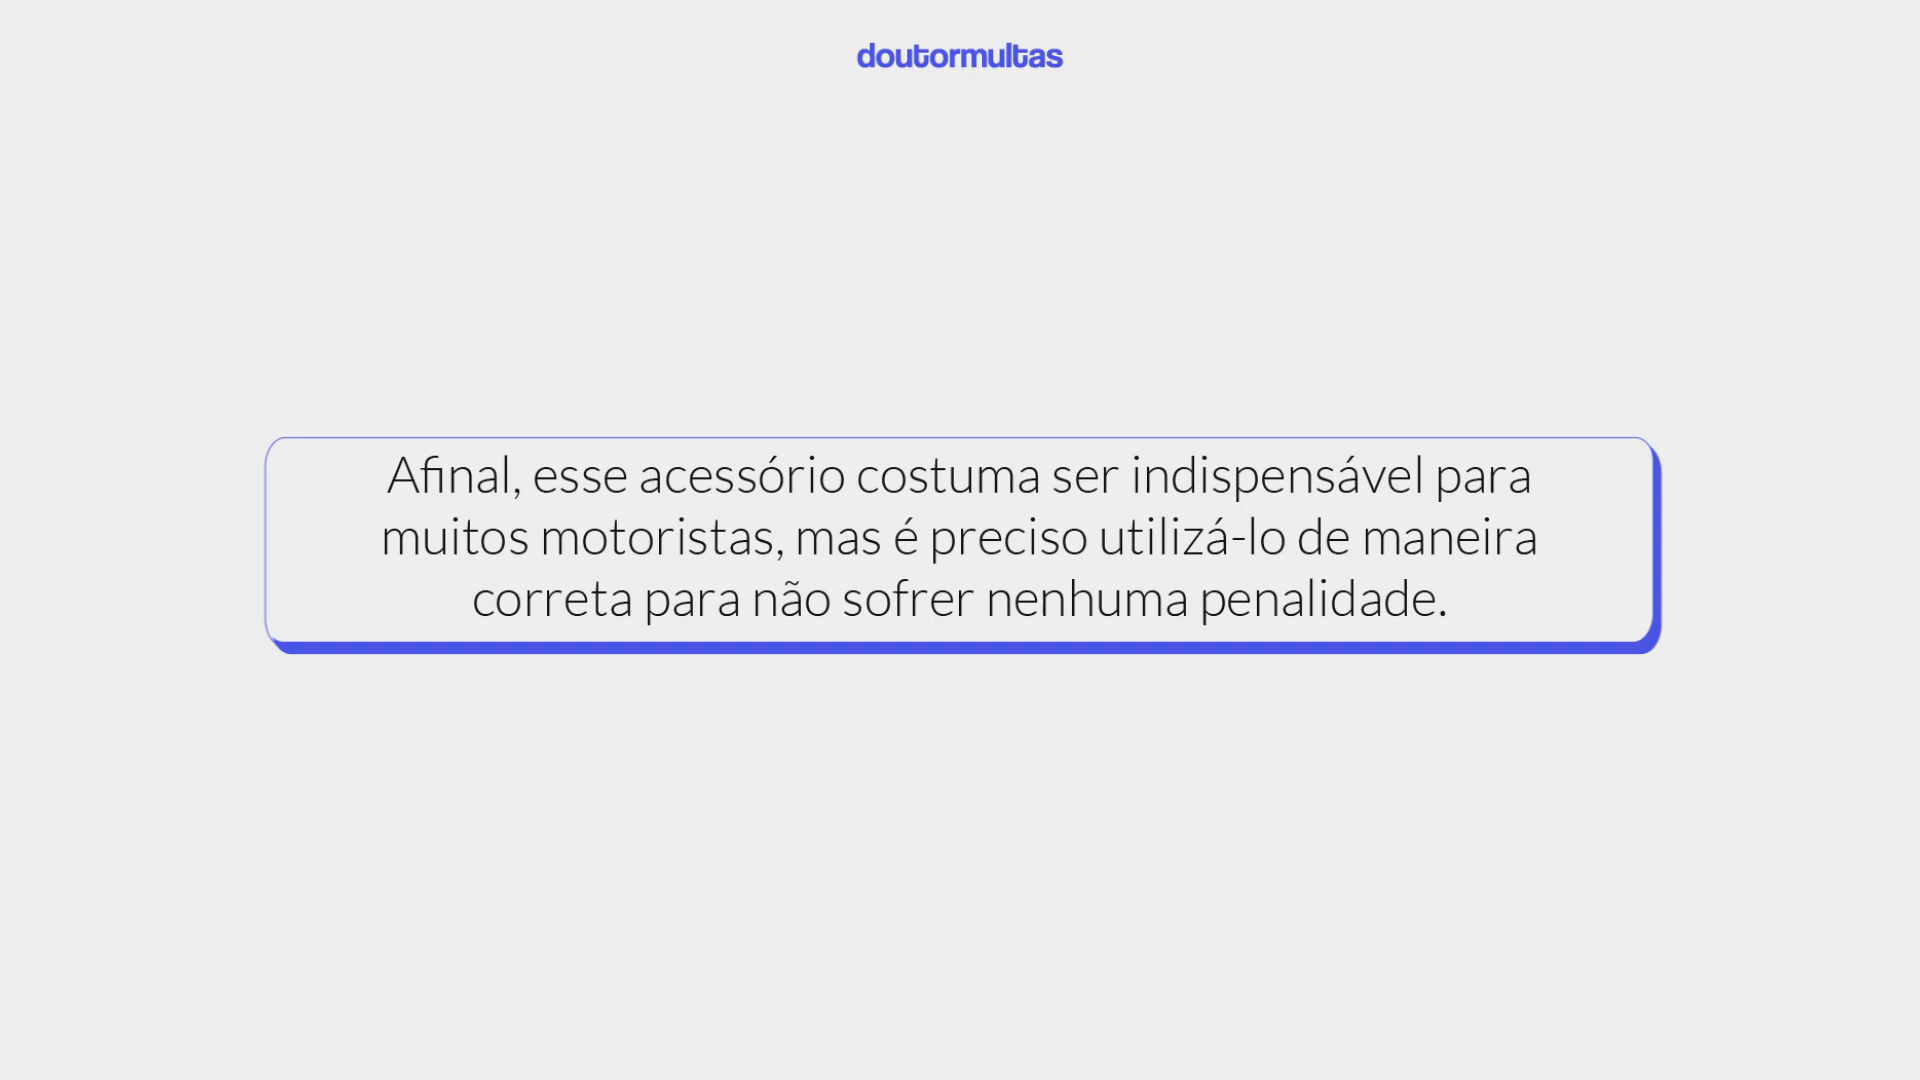 doutormultas
Afinal, esse acessório costuma ser indispensável para
muitos motoristas, mas é preciso utilizá-lo de maneira
correta para não sofrer nenhuma penalidade.